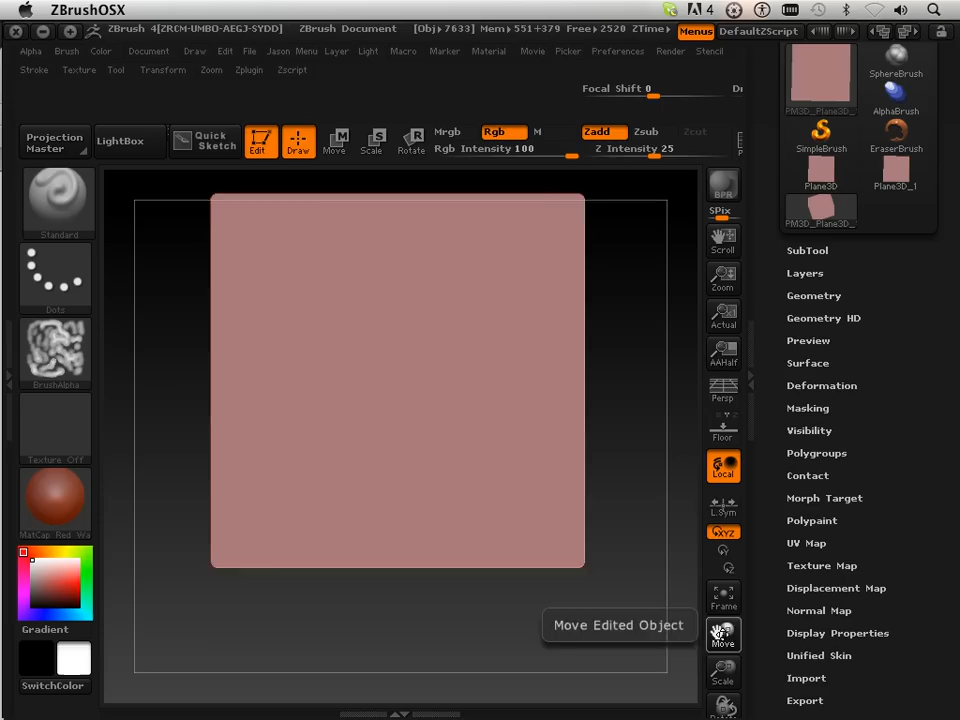 ZBrushOSX
4
ZBrush 4[ZRCM-UMBO-AEGJ-SYDD] ZBrush Document [Obj▸7633] Mem▸551+379 Free▸2520 ZTime▸ Menus DefaultZScript
Alpha Brush Color Document Draw Edit File Jason Menu Layer Light Macro Marker Material Movie Picker Preferences Render Stencil
Stroke Texture Tool Transform Zoom Zplugin Zscript
Focal Shift 0
Projection Master
LightBox
Quick Sketch
Edit
Draw
Move
Scale
Rotate
Mrgb Rgb M
Rgb Intensity 100
Zadd Zsub Zcut
Z Intensity 25
Standard
Dots
BrushAlpha
Texture Off
MatCap Red Wa
Gradient
SwitchColor
BPR
SPix
Scroll
Zoom
Actual
AAHalf
Persp
Floor
Local
L.Sym
XYZ
Frame
Move
Scale
Move Edited Object
PM3D_Plane3D_
SphereBrush
AlphaBrush
SimpleBrush
EraserBrush
Plane3D
Plane3D_1
PM3D_Plane3D_
SubTool
Layers
Geometry
Geometry HD
Preview
Surface
Deformation
Masking
Visibility
Polygroups
Contact
Morph Target
Polypaint
UV Map
Texture Map
Displacement Map
Normal Map
Display Properties
Unified Skin
Import
Export